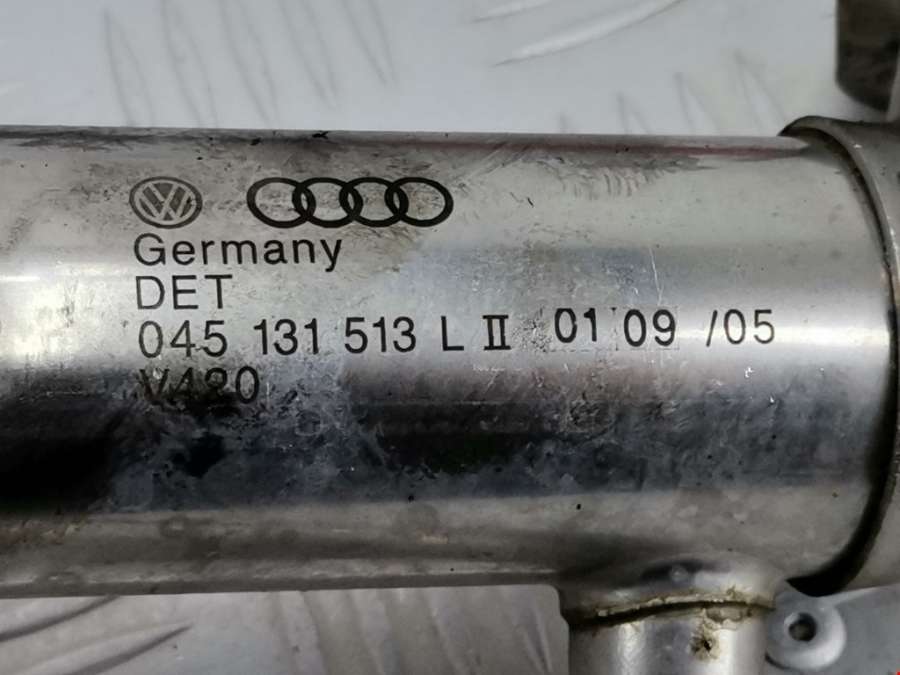 Germany
DET
045 131 513 L II 01 09 /05
V420